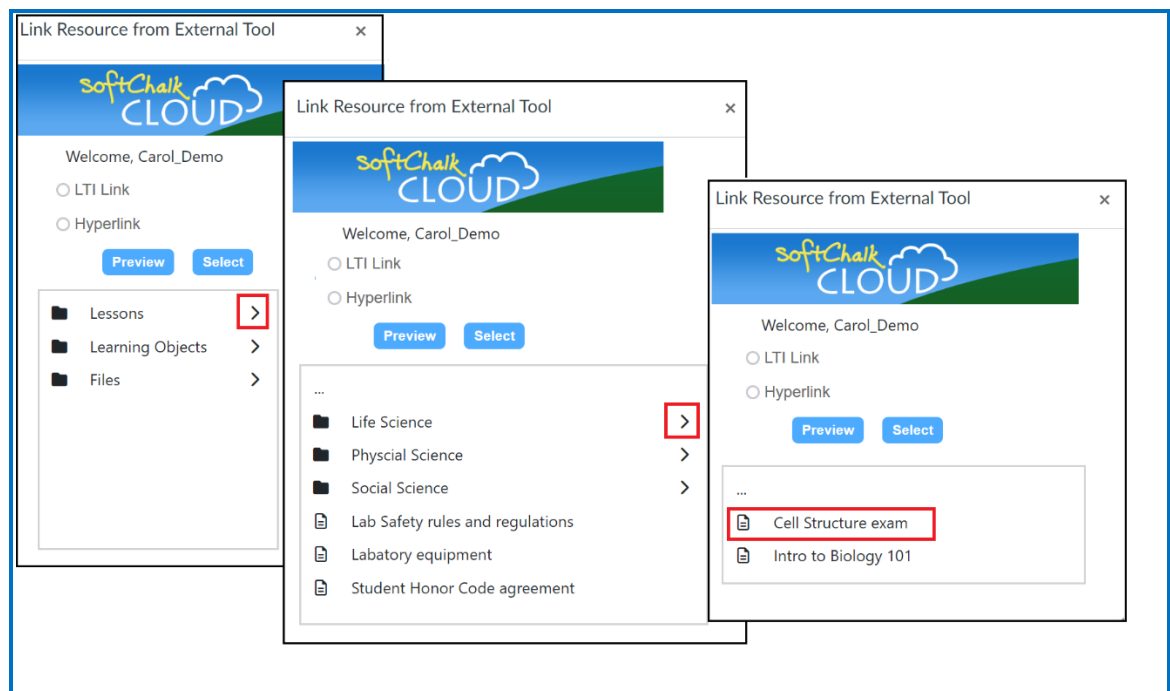 Link Resource from External Tool ×
softChalk
CLOUD
Welcome, Carol_Demo
LTI Link
Hyperlink
Preview Select
Lessons
Learning Objects
Files
Link Resource from External Tool ×
softChalk
CLOUD
Welcome, Carol_Demo
LTI Link
Hyperlink
Preview Select
...
Life Science
Physcial Science
Social Science
Lab Safety rules and regulations
Labatory equipment
Student Honor Code agreement
Link Resource from External Tool ×
softChalk
CLOUD
Welcome, Carol_Demo
LTI Link
Hyperlink
Preview Select
...
Cell Structure exam
Intro to Biology 101